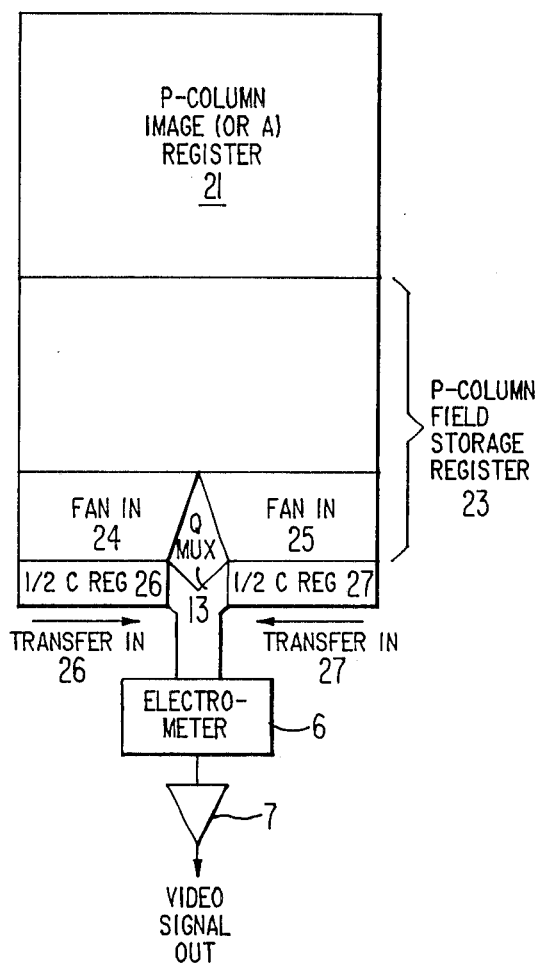 P-COLUMN
IMAGE (OR A)
REGISTER
21
P-COLUMN
FIELD
STORAGE
REGISTER
23
FAN IN
24
Q
MUX
FAN IN
25
1/2 C REG 26
13
1/2 C REG 27
TRANSFER IN
26
TRANSFER IN
27
ELECTRO-
METER
6
7
VIDEO
SIGNAL
OUT